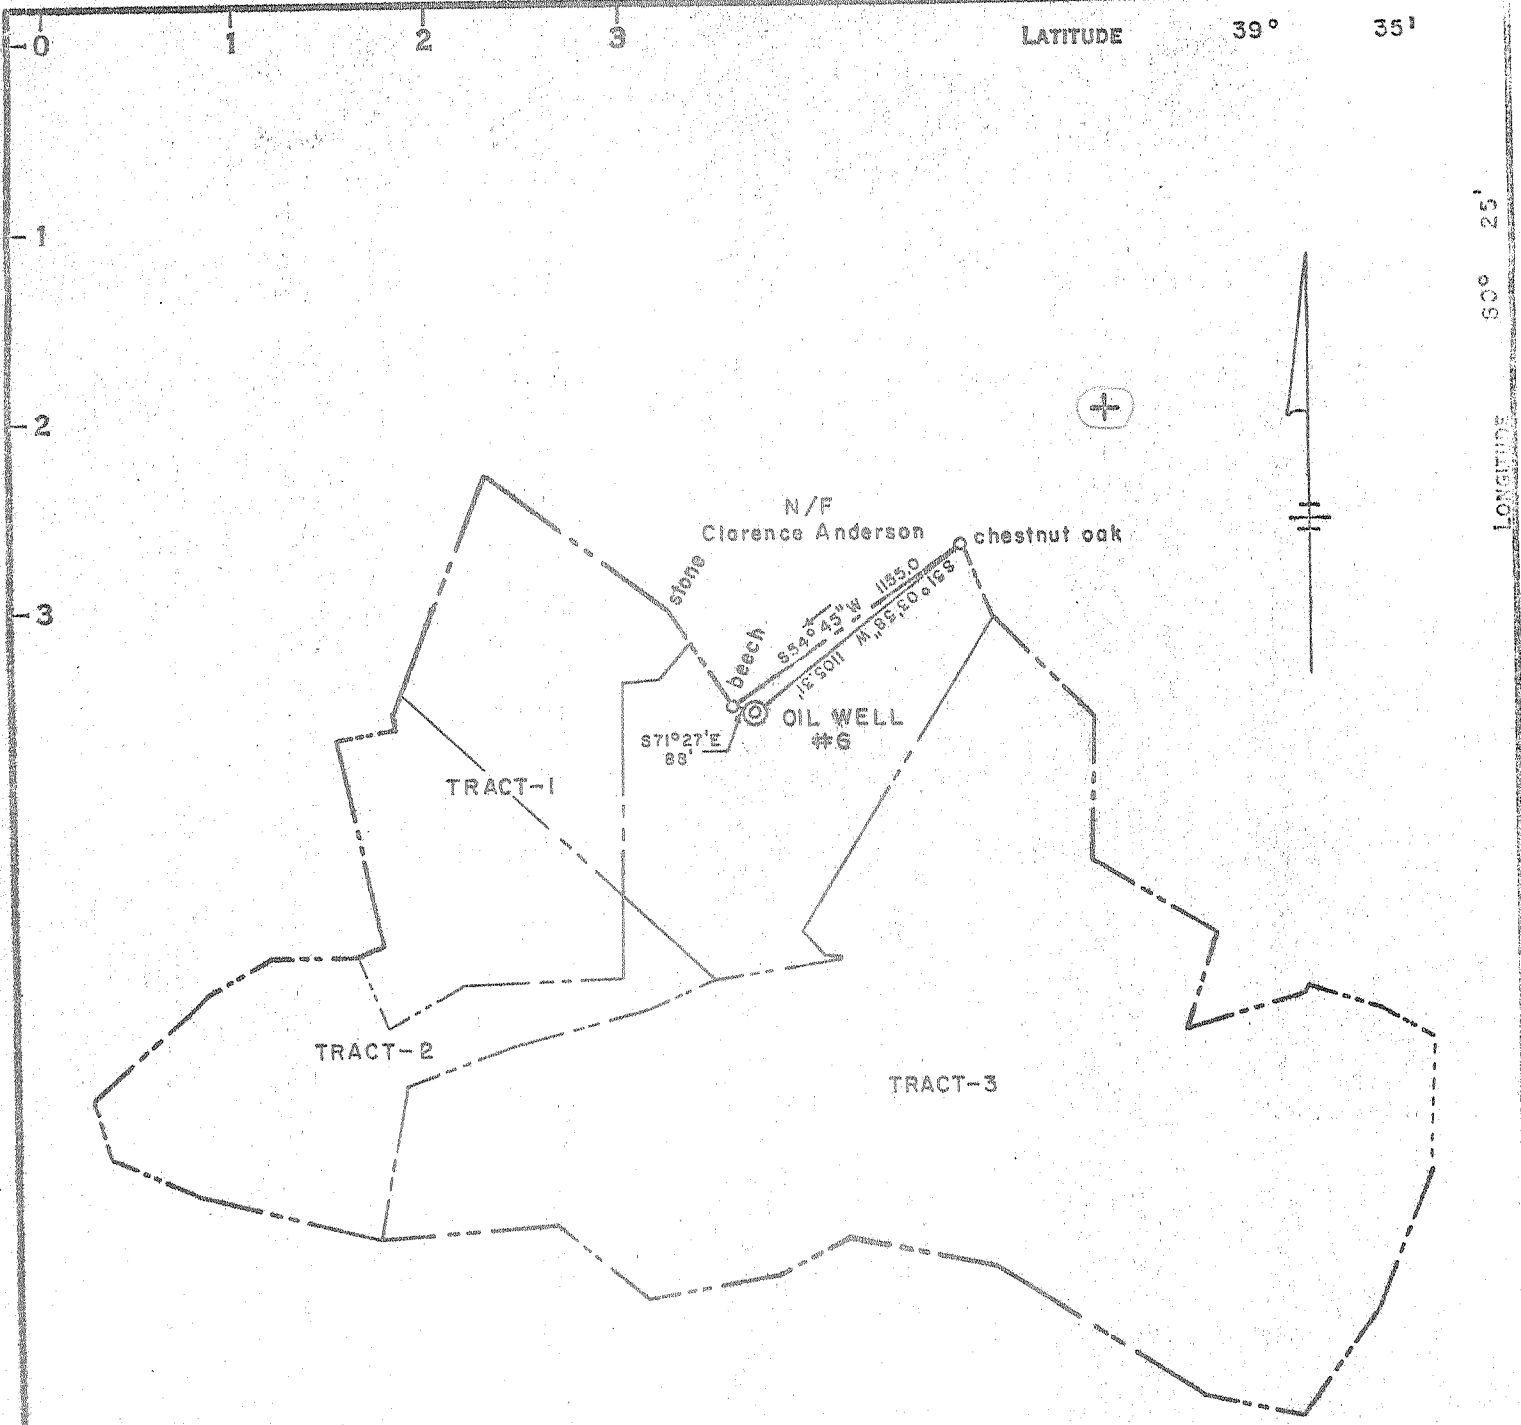 0 1 2 3 LATITUDE 39° 35'
1
2
3
LONGITUDE 80° 25'
N/F
Clarence Anderson
chestnut oak
stone
beech
S54° 45" W 1155.0
S51° 03' 58" W
1105.31'
OIL WELL
#6
S71°27'E
88'
TRACT-1
TRACT-2
TRACT-3